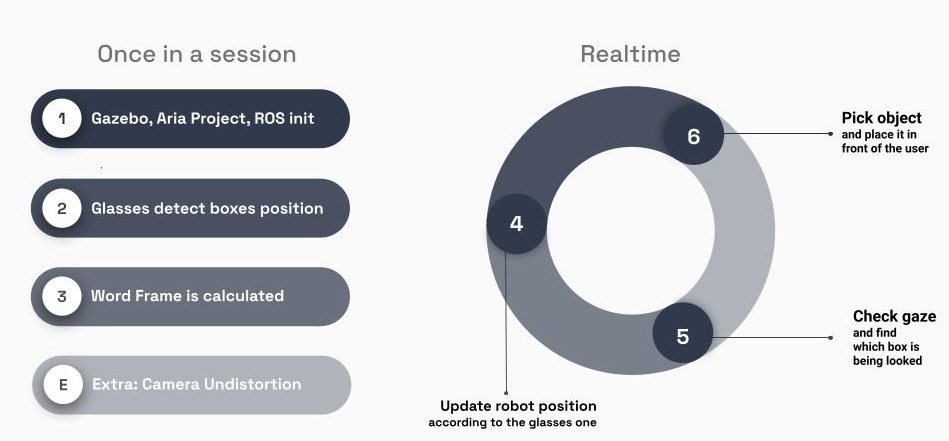 Once in a session
1 Gazebo, Aria Project, ROS init
2 Glasses detect boxes position
3 Word Frame is calculated
E Extra: Camera Undistortion
Realtime
6
Pick object
and place it in
front of the user
4
5
Check gaze
and find
which box is
being looked
Update robot position
according to the glasses one